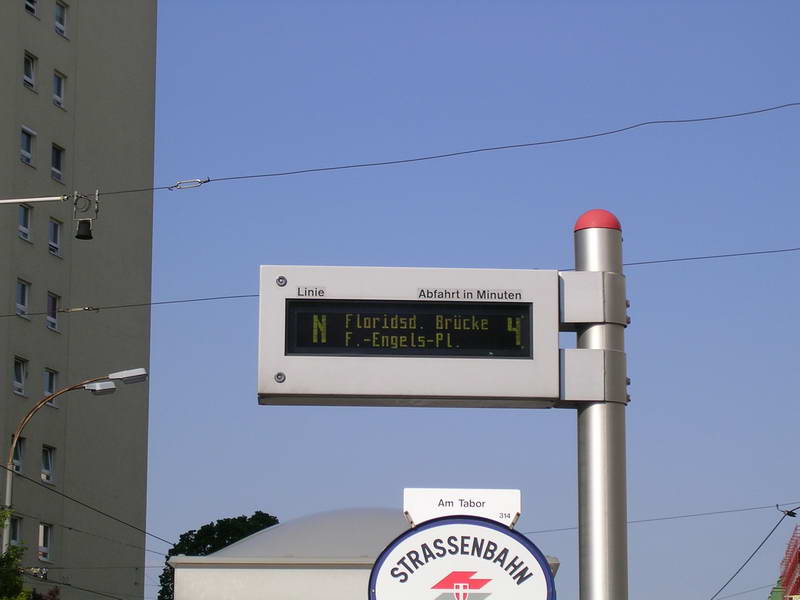 Linie Abfahrt in Minuten
N Floridsd. Brücke 4
F.-Engels-Pl.
Am Tabor
314
STRASSENBAHN